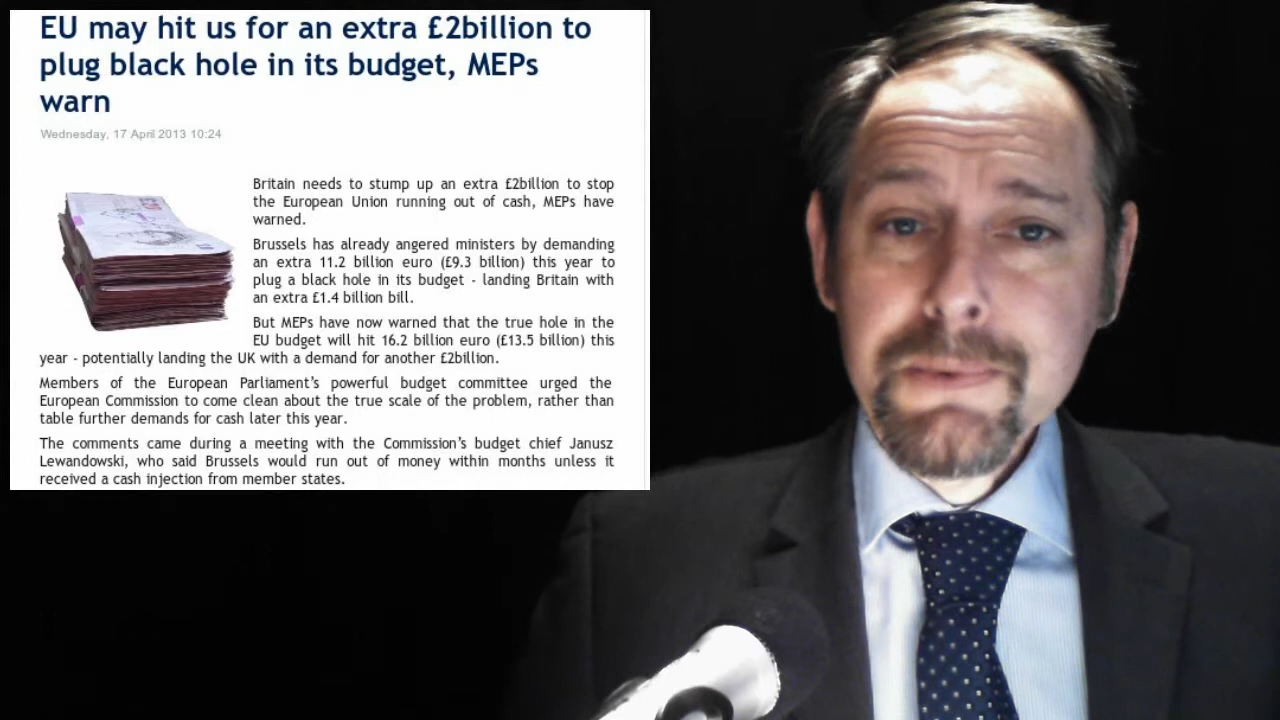 EU may hit us for an extra £2billion to
plug black hole in its budget, MEPs
warn
Wednesday, 17 April 2013 10:24
Britain needs to stump up an extra £2billion to stop
the European Union running out of cash, MEPs have
warned.
Brussels has already angered ministers by demanding
an extra 11.2 billion euro (£9.3 billion) this year to
plug a black hole in its budget - landing Britain with
an extra £1.4 billion bill.
But MEPs have now warned that the true hole in the
EU budget will hit 16.2 billion euro (£13.5 billion) this
year - potentially landing the UK with a demand for another £2billion.
Members of the European Parliament's powerful budget committee urged the
European Commission to come clean about the true scale of the problem, rather than
table further demands for cash later this year.
The comments came during a meeting with the Commission's budget chief Janusz
Lewandowski, who said Brussels would run out of money within months unless it
received a cash injection from member states.